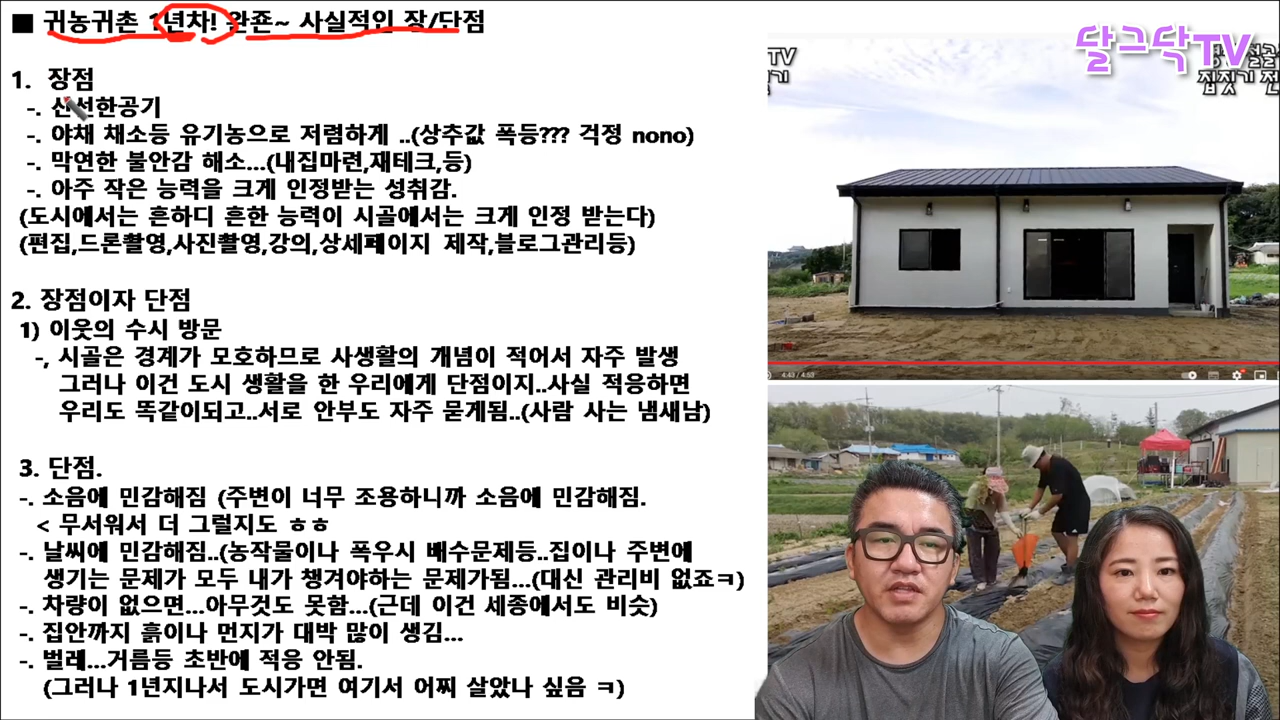 ■ 귀농귀촌 1년차! 완죤~ 사실적인 장/단점
1. 장점
-. 신선한공기
-. 야채 채소등 유기농으로 저렴하게 ..(상추값 폭등??? 걱정 nono)
-. 막연한 불안감 해소...(내집마련,재테크,등)
-. 아주 작은 능력을 크게 인정받는 성취감.
(도시에서는 흔하디 흔한 능력이 시골에서는 크게 인정 받는다)
(편집,드론촬영,사진촬영,강의,상세페이지 제작,블로그관리등)
2. 장점이자 단점
1) 이웃의 수시 방문
-, 시골은 경계가 모호하므로 사생활의 개념이 적어서 자주 발생
그러나 이건 도시 생활을 한 우리에게 단점이지..사실 적응하면
우리도 똑같이되고..서로 안부도 자주 묻게됨..(사람 사는 냄새남)
3. 단점.
-. 소음에 민감해짐 (주변이 너무 조용하니까 소음에 민감해짐.
< 무서워서 더 그럴지도 ㅎㅎ
-. 날씨에 민감해짐..(농작물이나 폭우시 배수문제등..집이나 주변에
생기는 문제가 모두 내가 챙겨야하는 문제가됨...(대신 관리비 없죠ㅋ)
-. 차량이 없으면...아무것도 못함...(근데 이건 세종에서도 비슷)
-. 집안까지 흙이나 먼지가 대박 많이 생김...
-. 벌레...거름등 초반에 적응 안됨.
(그러나 1년지나서 도시가면 여기서 어찌 살았나 싶음 ㅋ)
달그닥TV
TV
집짓기
4:43 / 4:53